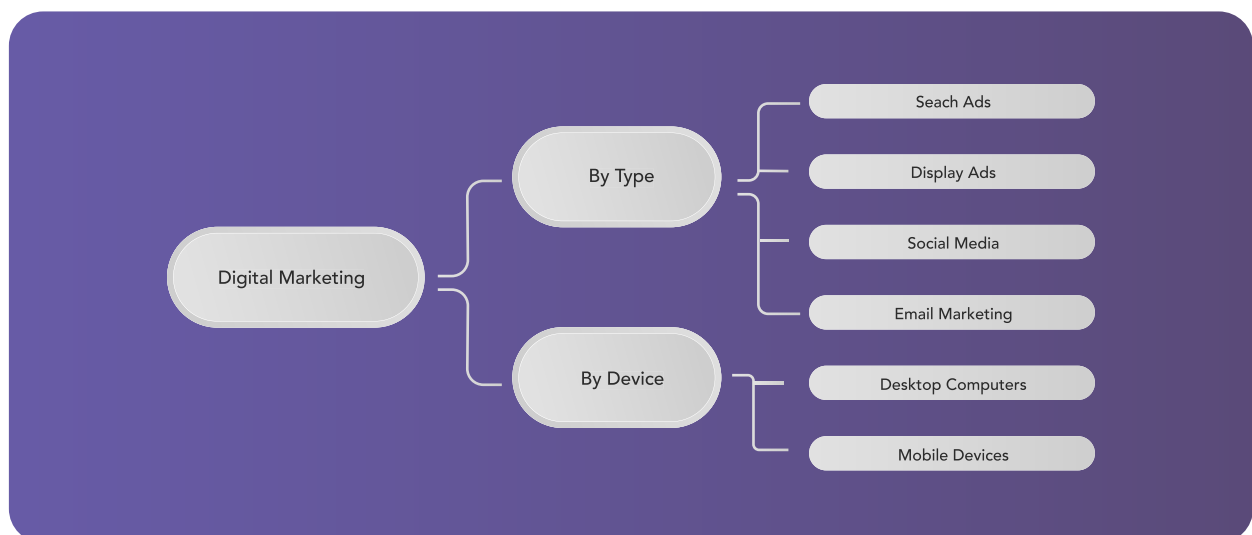 Digital Marketing
By Type
Seach Ads
Display Ads
Social Media
Email Marketing
By Device
Desktop Computers
Mobile Devices